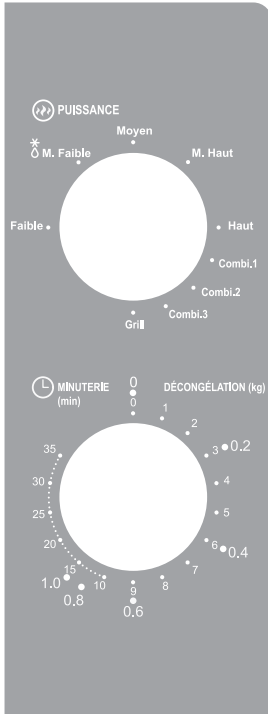 PUISSANCE
Moyen
M. Faible
M. Haut
Faible
Haut
Combi.1
Combi.2
Combi.3
Grill
MINUTERIE
(min)
DÉCONGÉLATION (kg)
0
0
1
2
3 0.2
4
5
6 0.4
7
8
9
0.6
10
0.8
15
1.0
20
25
30
35